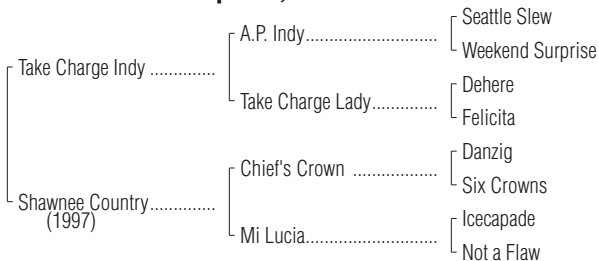 Seattle Slew
A.P. Indy..............................
Weekend Surprise
Take Charge Indy ..............
Dehere
Take Charge Lady..............
Felicita
Danzig
Chief's Crown ..................
Six Crowns
Shawnee Country..............
(1997)
Icecapade
Mi Lucia..............................
Not a Flaw